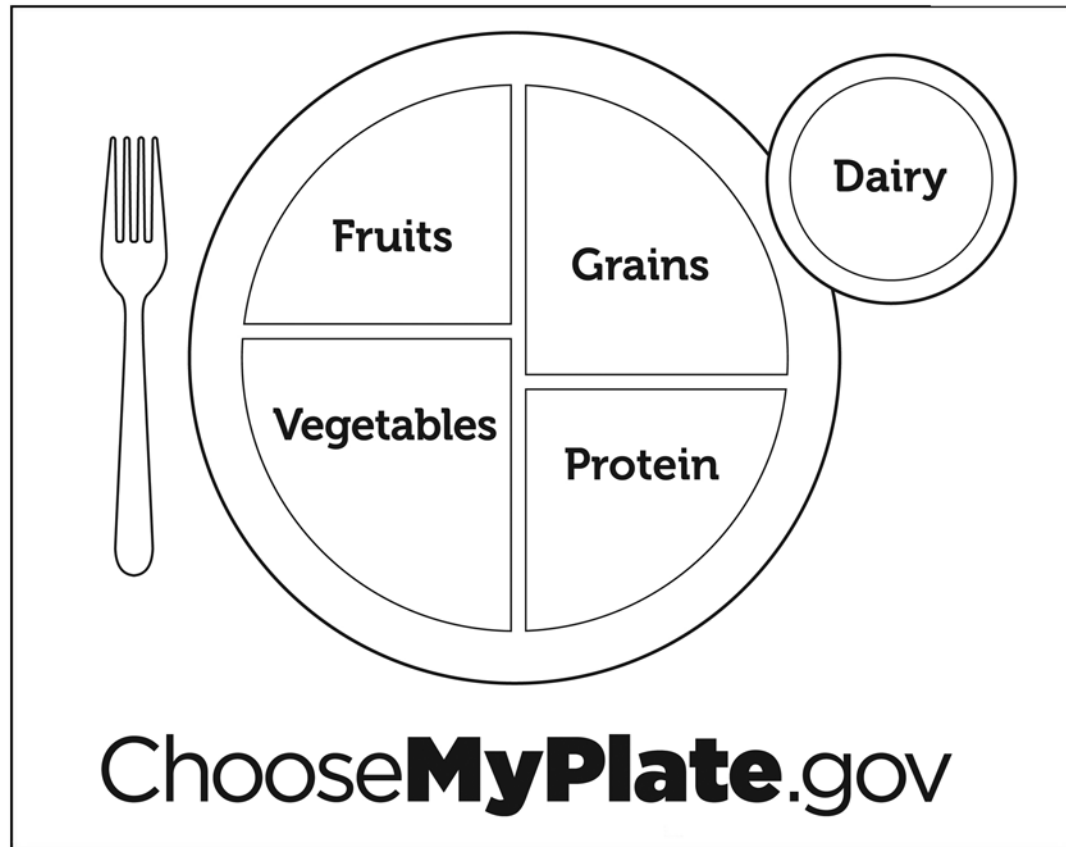 Fruits
Grains
Dairy
Vegetables
Protein
ChooseMyPlate.gov